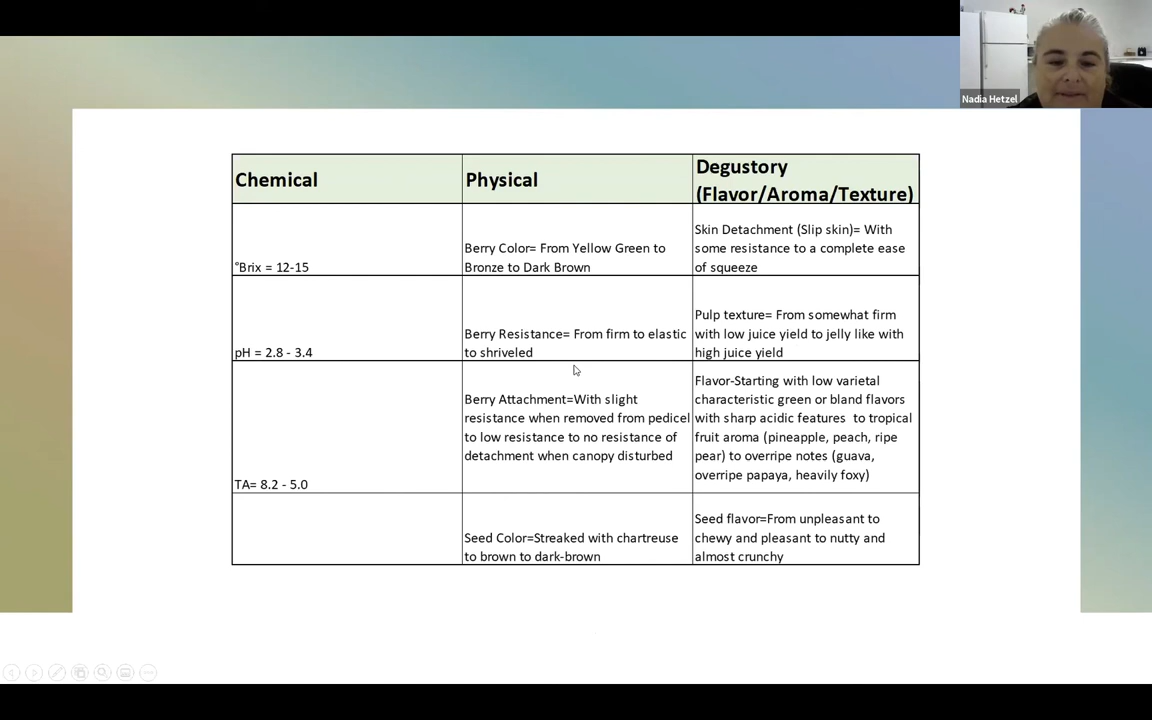 Nadia Hetzel
Chemical
Physical
Degustory
(Flavor/Aroma/Texture)
°Brix = 12-15
Berry Color= From Yellow Green to
Bronze to Dark Brown
Skin Detachment (Slip skin)= With
some resistance to a complete ease
of squeeze
pH = 2.8 - 3.4
Berry Resistance= From firm to elastic
to shriveled
Pulp texture= From somewhat firm
with low juice yield to jelly like with
high juice yield
TA= 8.2 - 5.0
Berry Attachment=With slight
resistance when removed from pedicel
to low resistance to no resistance of
detachment when canopy disturbed
Flavor-Starting with low varietal
characteristic green or bland flavors
with sharp acidic features  to tropical
fruit aroma (pineapple, peach, ripe
pear) to overripe notes (guava,
overripe papaya, heavily foxy)
Seed Color=Streaked with chartreuse
to brown to dark-brown
Seed flavor=From unpleasant to
chewy and pleasant to nutty and
almost crunchy